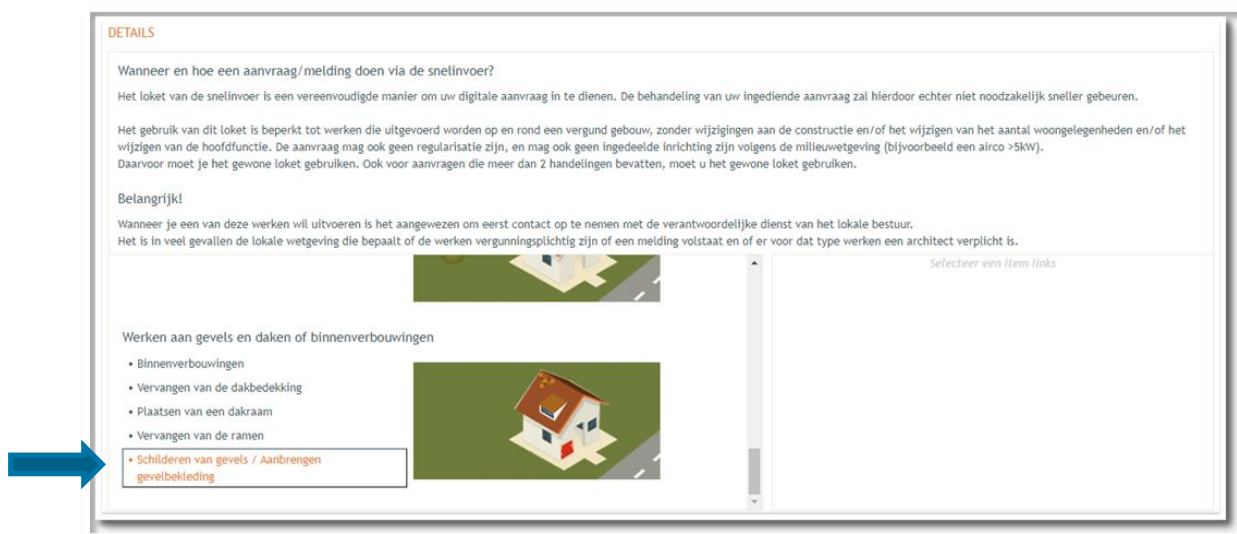 DETAILS
Wanneer en hoe een aanvraag/melding doen via de snelinvoer?
Het loket van de snelinvoer is een vereenvoudigde manier om uw digitale aanvraag in te dienen. De behandeling van uw ingediende aanvraag zal hierdoor echter niet noodzakelijk sneller gebeuren.
Het gebruik van dit loket is beperkt tot werken die uitgevoerd worden op en rond een vergund gebouw, zonder wijzigingen aan de constructie en/of het wijzigen van het aantal woongelegenheden en/of het
wijzigen van de hoofdfunctie. De aanvraag mag ook geen regularisatie zijn, en mag ook geen ingedeelde inrichting zijn volgens de milieuwetgeving (bijvoorbeeld een airco >5kW).
Daarvoor moet je het gewone loket gebruiken. Ook voor aanvragen die meer dan 2 handelingen bevatten, moet u het gewone loket gebruiken.
Belangrijk!
Wanneer je een van deze werken wil uitvoeren is het aangewezen om eerst contact op te nemen met de verantwoordelijke dienst van het lokale bestuur.
Het is in veel gevallen de lokale wetgeving die bepaalt of de werken vergunningsplichtig zijn of een melding volstaat en of er voor dat type werken een architect verplicht is.
Selecteer een item links
Werken aan gevels en daken of binnenverbouwingen
• Binnenverbouwingen
• Vervangen van de dakbedekking
• Plaatsen van een dakraam
• Vervangen van de ramen
• Schilderen van gevels / Aanbrengen
gevelbekleding